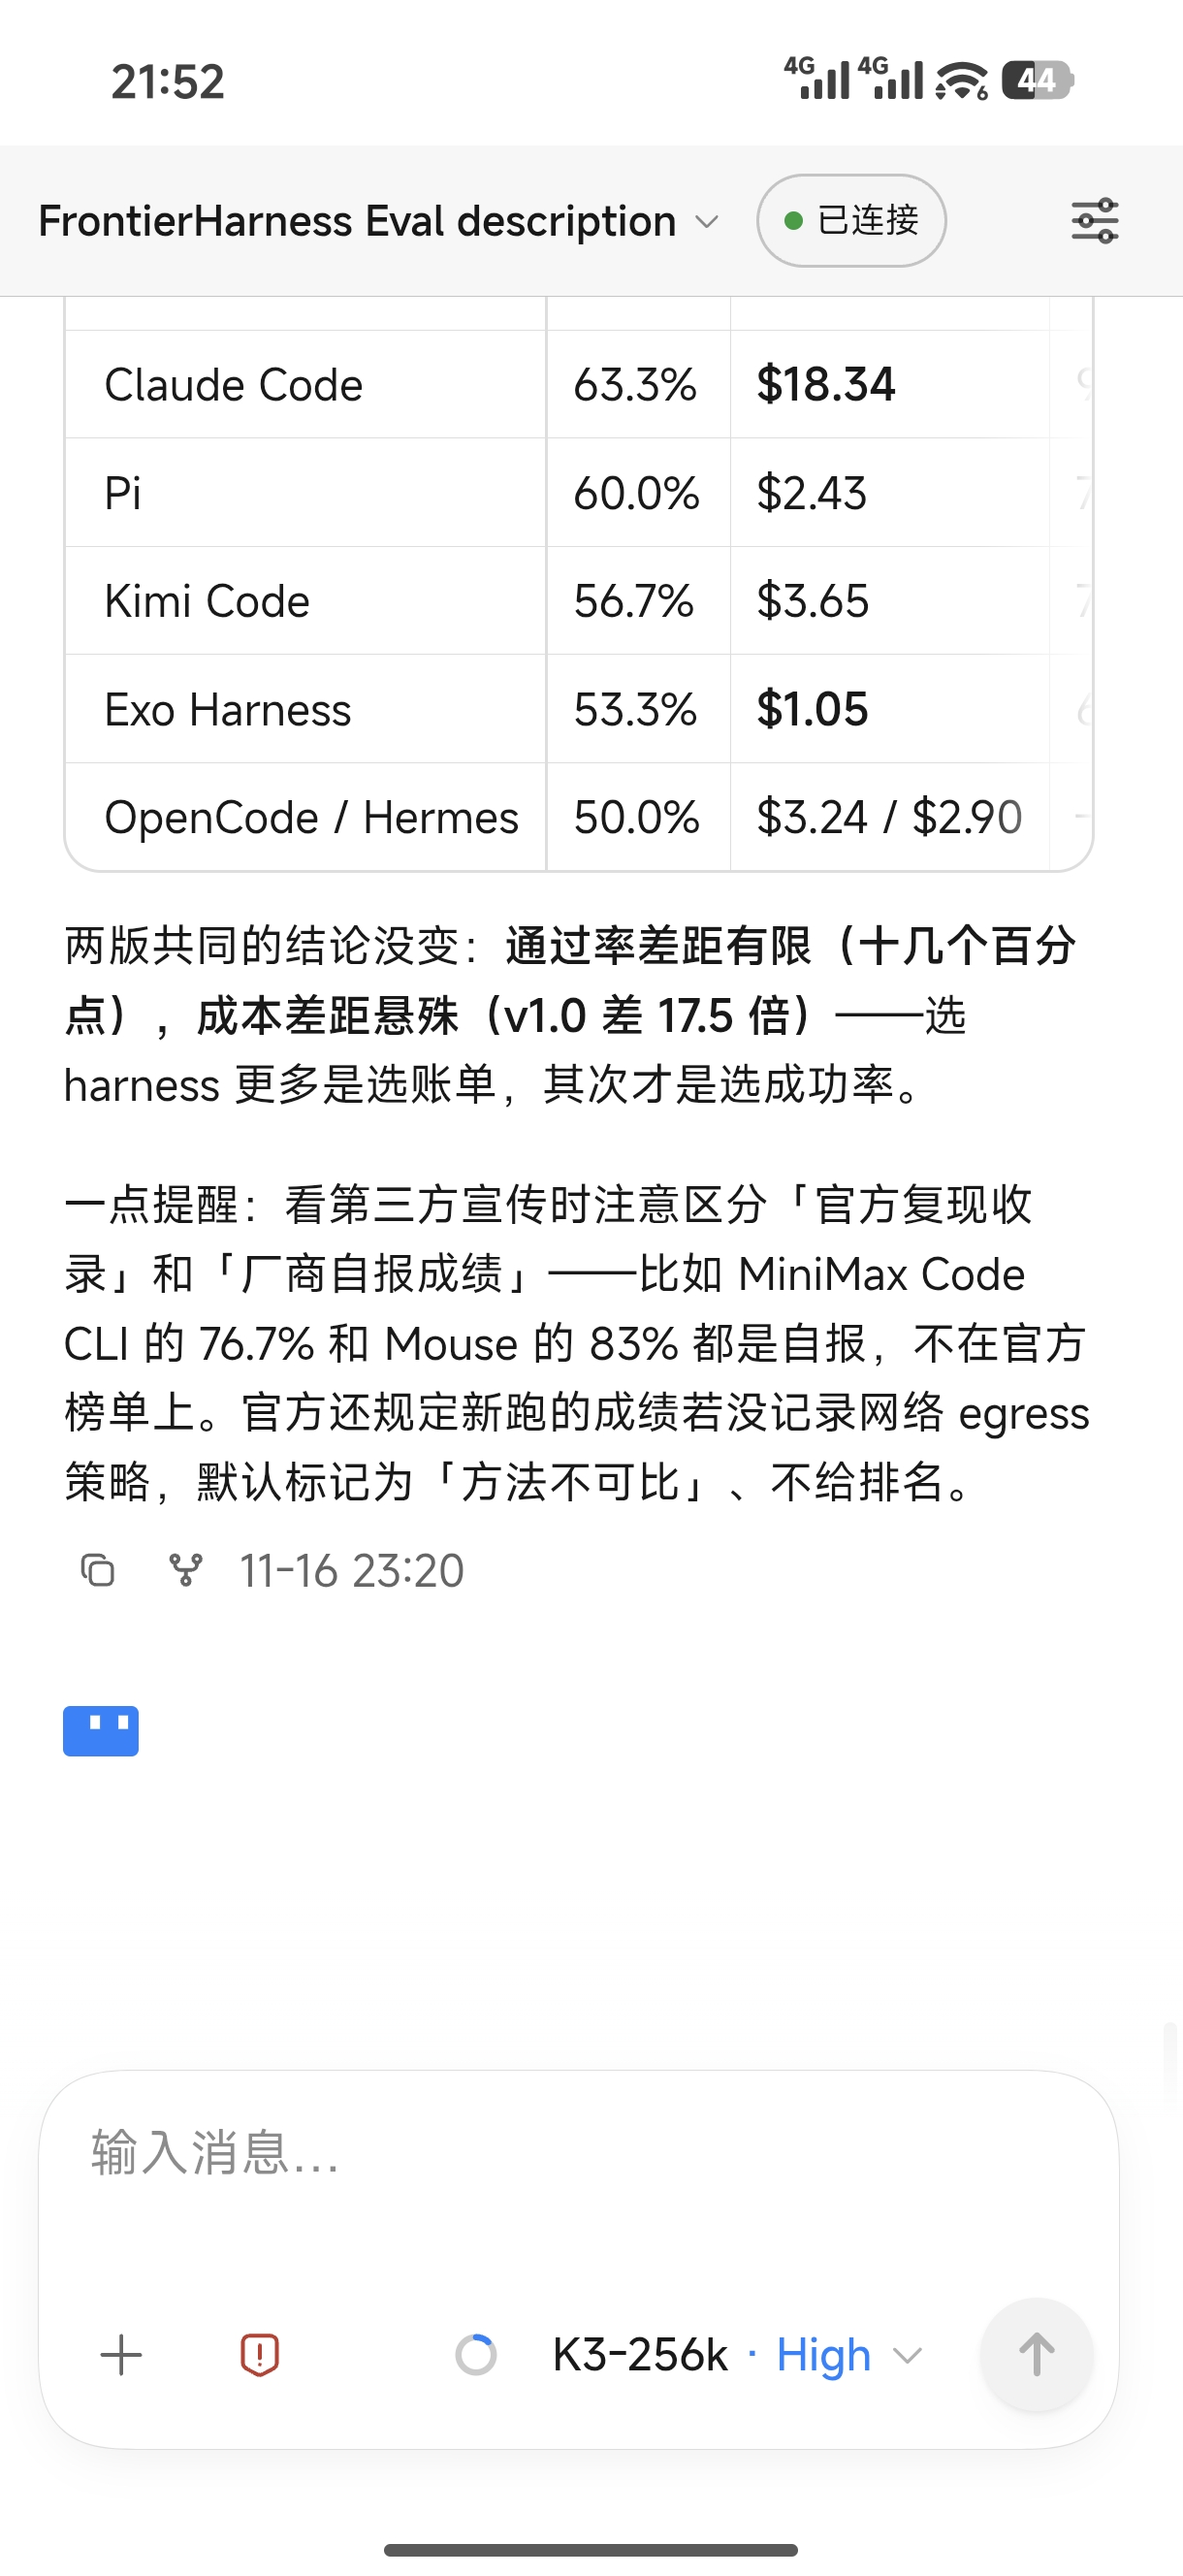 21:52
4G 4G 6 44
FrontierHarness Eval description 已连接
Claude Code 63.3% $18.34
Pi 60.0% $2.43
Kimi Code 56.7% $3.65
Exo Harness 53.3% $1.05
OpenCode / Hermes 50.0% $3.24 / $2.90
两版共同的结论没变：通过率差距有限（十几个百分
点），成本差距悬殊（v1.0 差 17.5 倍）——选
harness 更多是选账单，其次才是选成功率。
一点提醒：看第三方宣传时注意区分「官方复现收
录」和「厂商自报成绩」——比如 MiniMax Code
CLI 的 76.7% 和 Mouse 的 83% 都是自报，不在官方
榜单上。官方还规定新跑的成绩若没记录网络 egress
策略，默认标记为「方法不可比」、不给排名。
11-16 23:20
输入消息...
K3-256k · High